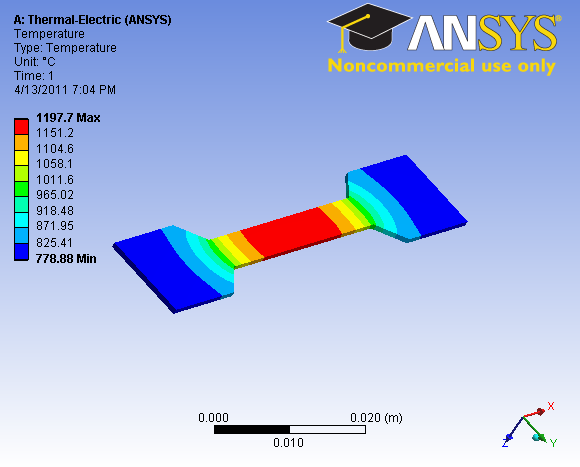 A: Thermal-Electric (ANSYS)
Temperature
Type: Temperature
Unit: °C
Time: 1
4/13/2011 7:04 PM
ANSYS®
Noncommercial use only
1197.7 Max
1151.2
1104.6
1058.1
1011.6
965.02
918.48
871.95
825.41
778.88 Min
0.000
0.020 (m)
0.010
X
Y
Z